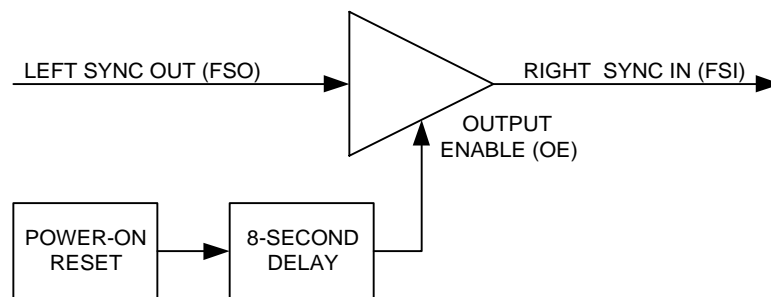 LEFT SYNC OUT (FSO)
RIGHT SYNC IN (FSI)
OUTPUT
ENABLE (OE)
POWER-ON
RESET
8-SECOND
DELAY